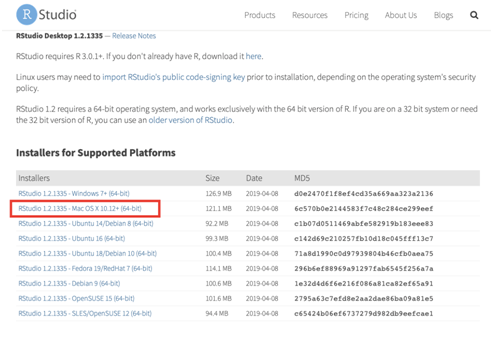 R Studio Products Resources Pricing About Us Blogs
RStudio Desktop 1.2.1335 — Release Notes
RStudio requires R 3.0.1+. If you don't already have R, download it here.
Linux users may need to import RStudio's public code-signing key prior to installation, depending on the operating system's security
policy.
RStudio 1.2 requires a 64-bit operating system, and works exclusively with the 64 bit version of R. If you are on a 32 bit system or need
the 32 bit version of R, you can use an older version of RStudio.
Installers for Supported Platforms
Installers Size Date MD5
RStudio 1.2.1335 - Windows 7+ (64-bit) 126.9 MB 2019-04-08 d0e2470f1f8ef4cd35a669aa323a2136
RStudio 1.2.1335 - Mac OS X 10.12+ (64-bit) 121.1 MB 2019-04-08 6c570b0e2144583f7c48c284ce299eef
RStudio 1.2.1335 - Ubuntu 14/Debian 8 (64-bit) 92.2 MB 2019-04-08 c1b07d0511469abfe582919b183eee83
RStudio 1.2.1335 - Ubuntu 16 (64-bit) 99.3 MB 2019-04-08 c142d69c210257fb10d18c045fff13c7
RStudio 1.2.1335 - Ubuntu 18/Debian 10 (64-bit) 100.4 MB 2019-04-08 71a8d1990c0d97939804b46cfb0aea75
RStudio 1.2.1335 - Fedora 19/RedHat 7 (64-bit) 114.1 MB 2019-04-08 296b6ef88969a91297fab6545f256a7a
RStudio 1.2.1335 - Debian 9 (64-bit) 100.6 MB 2019-04-08 1e32d4d6f6e216f086a81ca82ef65a91
RStudio 1.2.1335 - OpenSUSE 15 (64-bit) 101.6 MB 2019-04-08 2795a63c7efd8e2aa2dae86ba09a81e5
RStudio 1.2.1335 - SLES/OpenSUSE 12 (64-bit) 94.4 MB 2019-04-08 c65424b06ef6737279d982db9eefcae1